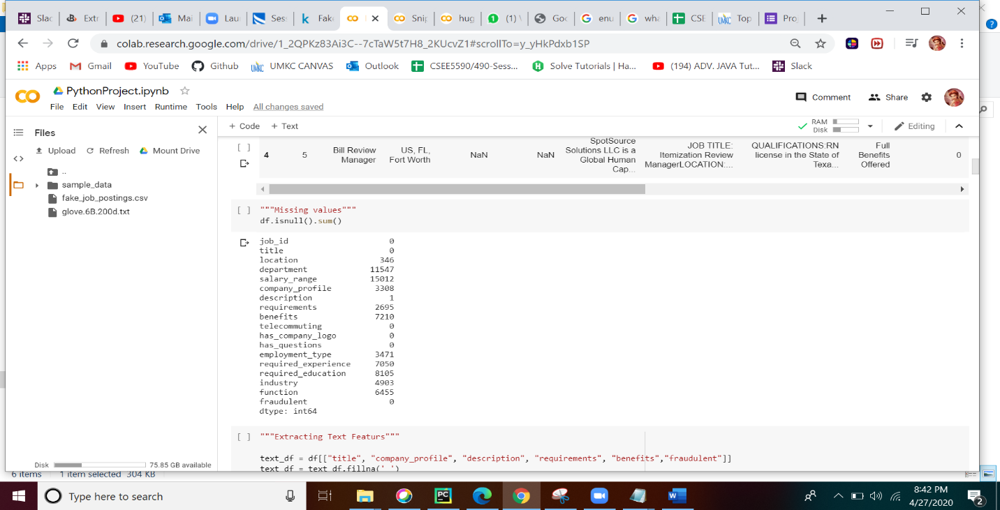 Slac Extr (21) Mai Lau Ses Fak Snip hug (1) Goo enu wha CSE Top Pro
colab.research.google.com/drive/1_2QPKz83Ai3C--7cTaW5t7H8_2KUcvZ1#scrollTo=y_yHkPdxb1SP
Apps Gmail YouTube Github UMKC CANVAS Outlook CSEE5590/490-Sess... Solve Tutorials | Ha... (194) ADV. JAVA Tut... Slack
PythonProject.ipynb
File Edit View Insert Runtime Tools Help All changes saved
Comment Share
Files
+ Code + Text
RAM
Disk
Editing
Upload Refresh Mount Drive
..
sample_data
fake_job_postings.csv
glove.6B.200d.txt
[ ] 4 5 Bill Review Manager US, FL, Fort Worth NaN NaN SpotSource Solutions LLC is a Global Human Cap... JOB TITLE: Itemization Review ManagerLOCATION:... QUALIFICATIONS:RN license in the State of Texa... Full Benefits Offered 0
[ ] """Missing values"""
df.isnull().sum()
job_id 0
title 0
location 346
department 11547
salary_range 15012
company_profile 3308
description 1
requirements 2695
benefits 7210
telecommuting 0
has_company_logo 0
has_questions 0
employment_type 3471
required_experience 7050
required_education 8105
industry 4903
function 6455
fraudulent 0
dtype: int64
[ ] """Extracting Text Featurs"""
text_df = df[["title", "company_profile", "description", "requirements", "benefits","fraudulent"]]
text_df = text_df.fillna(' ')
Disk 75.85 GB available
6 items 1 item selected 304 KB
Type here to search
8:42 PM
4/27/2020
2